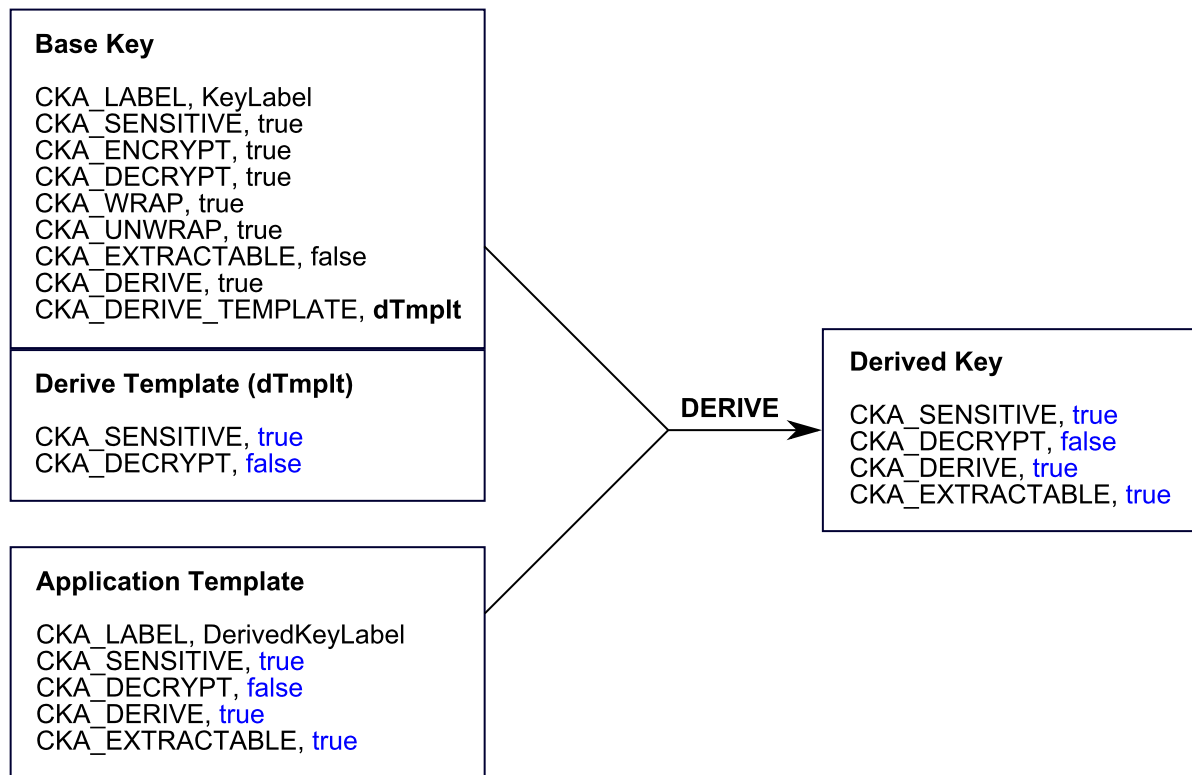 Base Key
CKA_LABEL, KeyLabel
CKA_SENSITIVE, true
CKA_ENCRYPT, true
CKA_DECRYPT, true
CKA_WRAP, true
CKA_UNWRAP, true
CKA_EXTRACTABLE, false
CKA_DERIVE, true
CKA_DERIVE_TEMPLATE, dTmplt
Derive Template (dTmplt)
CKA_SENSITIVE, true
CKA_DECRYPT, false
Application Template
CKA_LABEL, DerivedKeyLabel
CKA_SENSITIVE, true
CKA_DECRYPT, false
CKA_DERIVE, true
CKA_EXTRACTABLE, true
DERIVE
Derived Key
CKA_SENSITIVE, true
CKA_DECRYPT, false
CKA_DERIVE, true
CKA_EXTRACTABLE, true